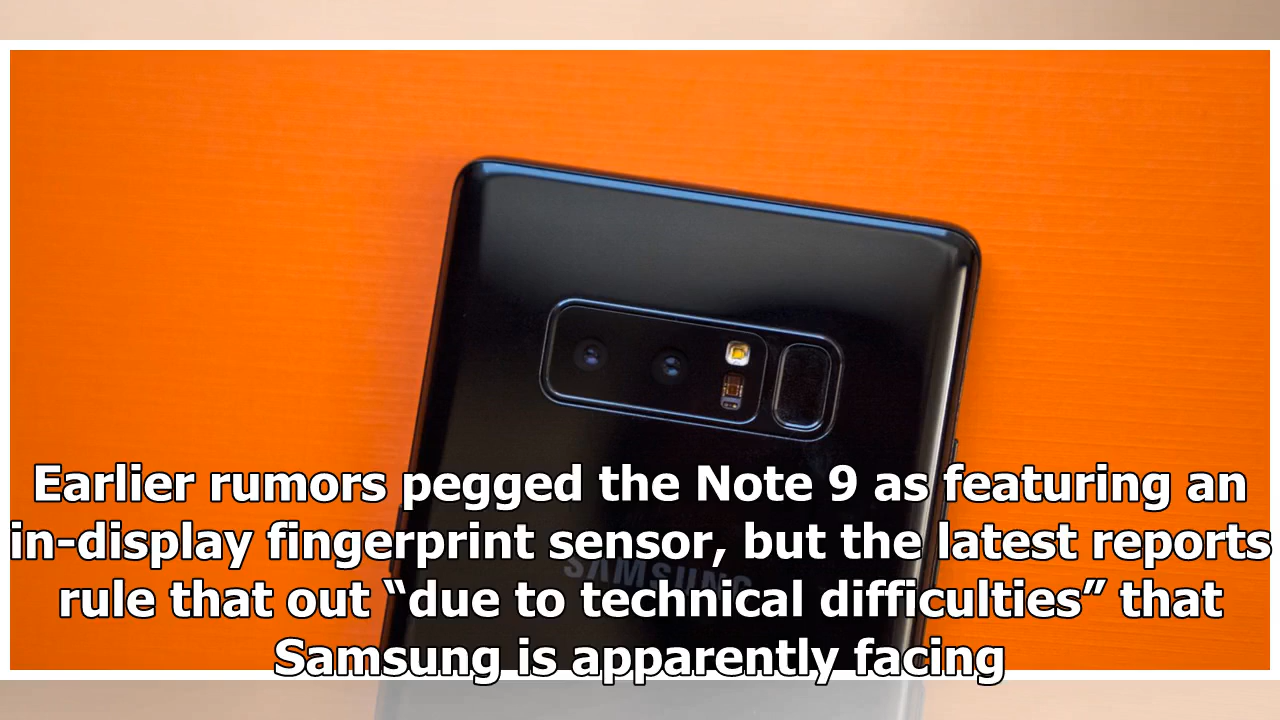 Earlier rumors pegged the Note 9 as featuring an
in-display fingerprint sensor, but the latest reports
rule that out “due to technical difficulties” that
Samsung is apparently facing
SAMSUNG